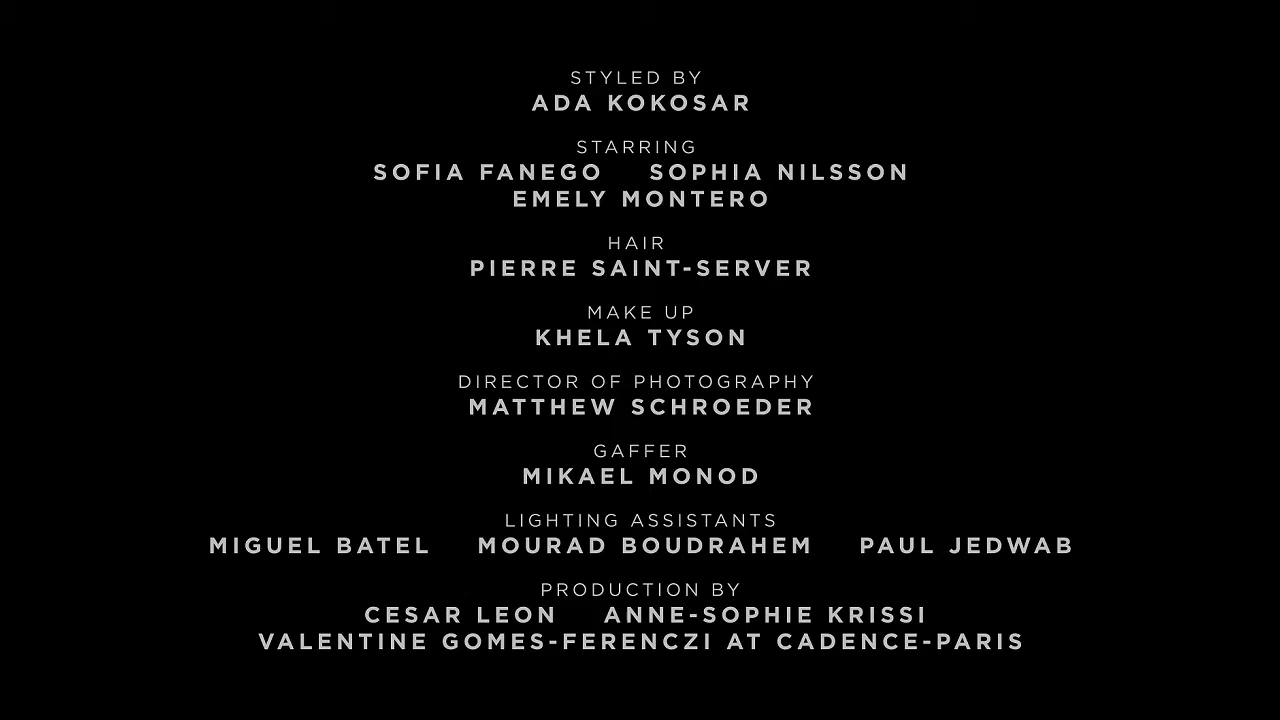 STYLED BY
ADA KOKOSAR
STARRING
SOFIA FANEGO SOPHIA NILSSON
EMELY MONTERO
HAIR
PIERRE SAINT-SERVER
MAKE UP
KHELA TYSON
DIRECTOR OF PHOTOGRAPHY
MATTHEW SCHROEDER
GAFFER
MIKAEL MONOD
LIGHTING ASSISTANTS
MIGUEL BATEL MOURAD BOUDRAHEM PAUL JEDWAB
PRODUCTION BY
CESAR LEON ANNE-SOPHIE KRISSI
VALENTINE GOMES-FERENCZI AT CADENCE-PARIS